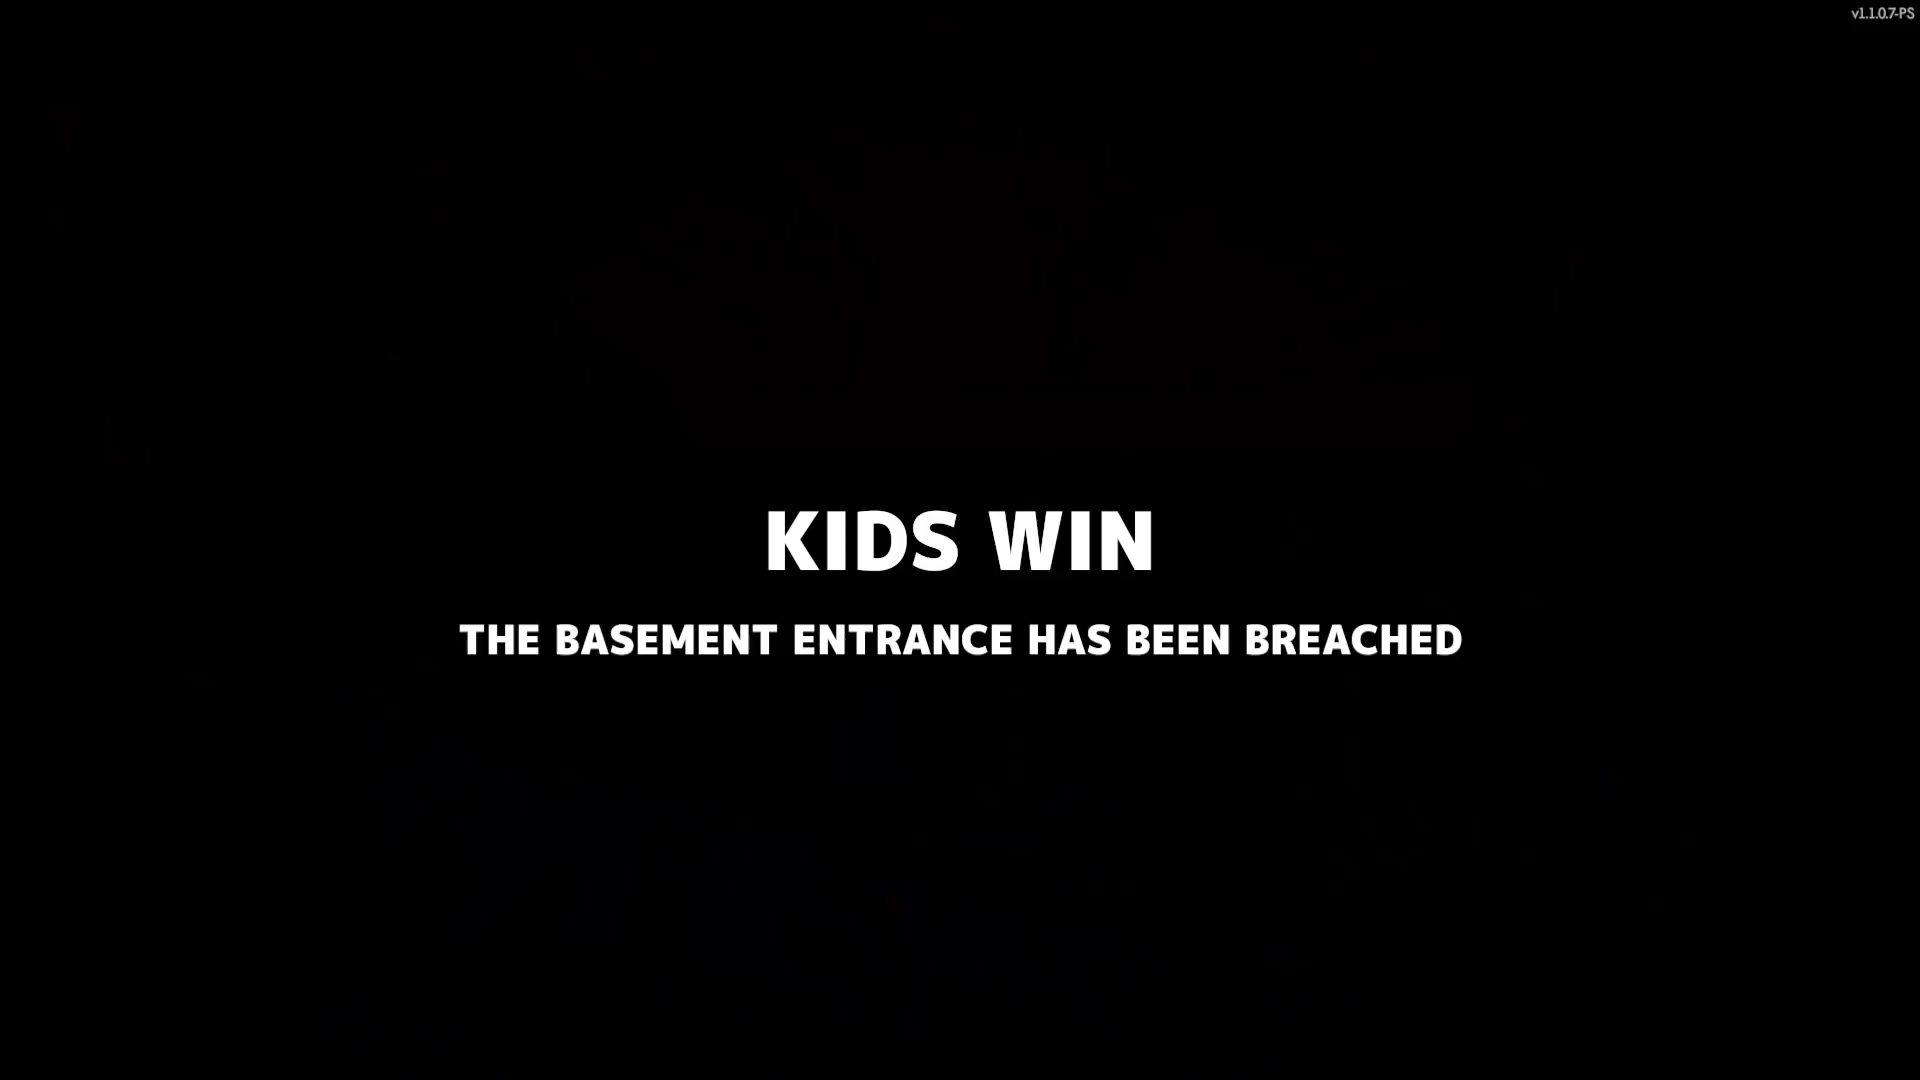 v1.1.0.7-PS
KIDS WIN
THE BASEMENT ENTRANCE HAS BEEN BREACHED